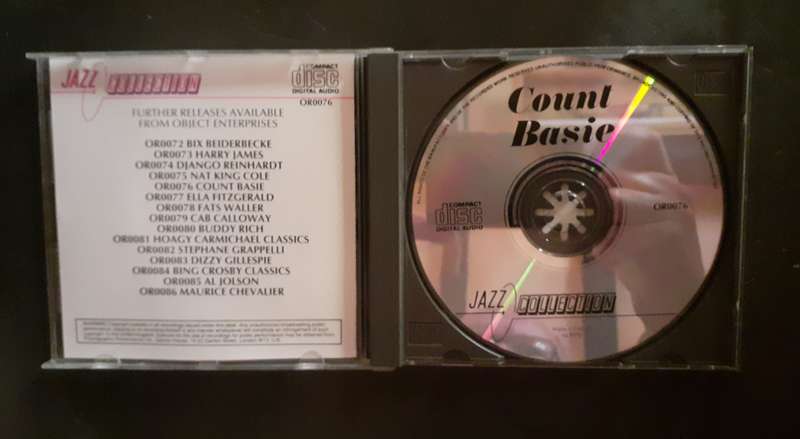 JAZZ COLLECTION
COMPACT
disc
DIGITAL AUDIO
OR0076
FURTHER RELEASES AVAILABLE
FROM OBJECT ENTERPRISES
OR0072 BIX BEIDERBECKE
OR0073 HARRY JAMES
OR0074 DJANGO REINHARDT
OR0075 NAT KING COLE
OR0076 COUNT BASIE
OR0077 ELLA FITZGERALD
OR0078 FATS WALLER
OR0079 CAB CALLOWAY
OR0080 BUDDY RICH
OR0081 HOAGY CARMICHAEL CLASSICS
OR0082 STEPHANE GRAPPELLI
OR0083 DIZZY GILLESPIE
OR0084 BING CROSBY CLASSICS
OR0085 AL JOLSON
OR0086 MAURICE CHEVALIER
Count
Basie
COMPACT
disc
DIGITAL AUDIO
OR0076
JAZZ COLLECTION